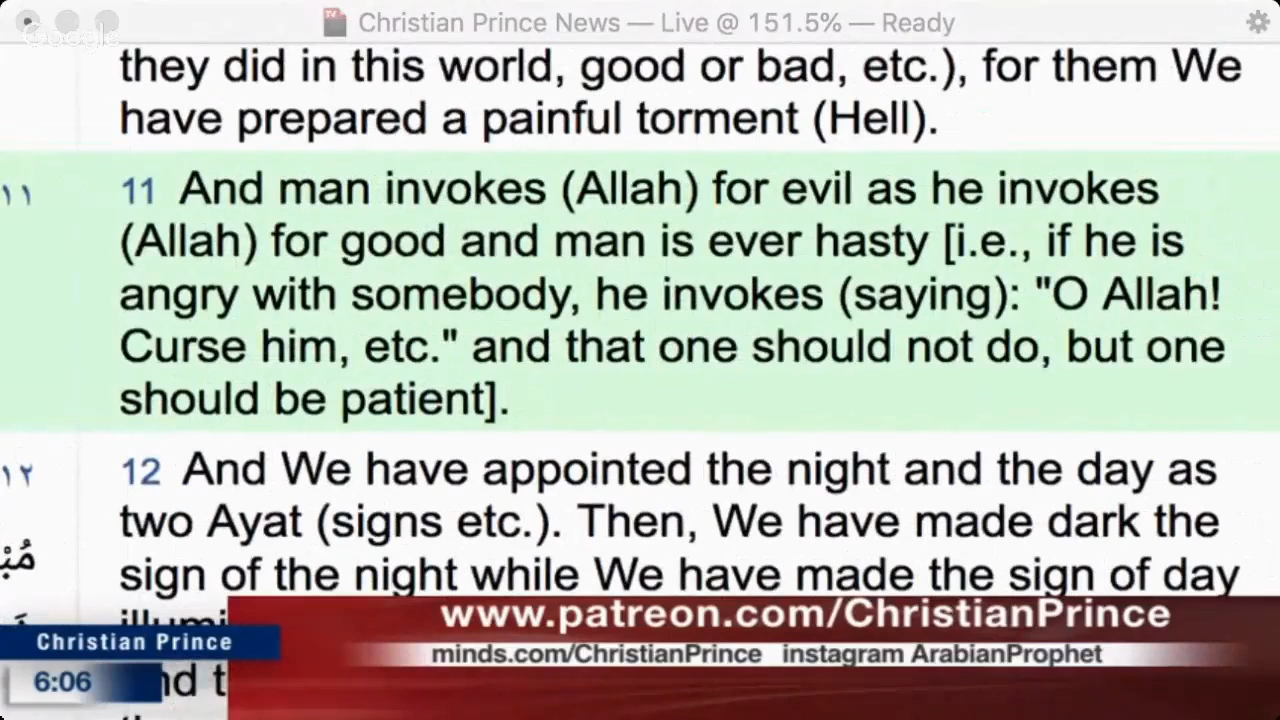 Christian Prince News — Live @ 151.5% — Ready
Google
they did in this world, good or bad, etc.), for them We
have prepared a painful torment (Hell).
١١
11 And man invokes (Allah) for evil as he invokes
(Allah) for good and man is ever hasty [i.e., if he is
angry with somebody, he invokes (saying): "O Allah!
Curse him, etc." and that one should not do, but one
should be patient].
١٢
12 And We have appointed the night and the day as
two Ayat (signs etc.). Then, We have made dark the
sign of the night while We have made the sign of day
www.patreon.com/ChristianPrince
Christian Prince
minds.com/ChristianPrince instagram ArabianProphet
6:06